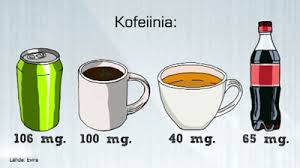 Kofeiinia:
106 mg. 100 mg. 40 mg. 65 mg.
Lähde: Evira